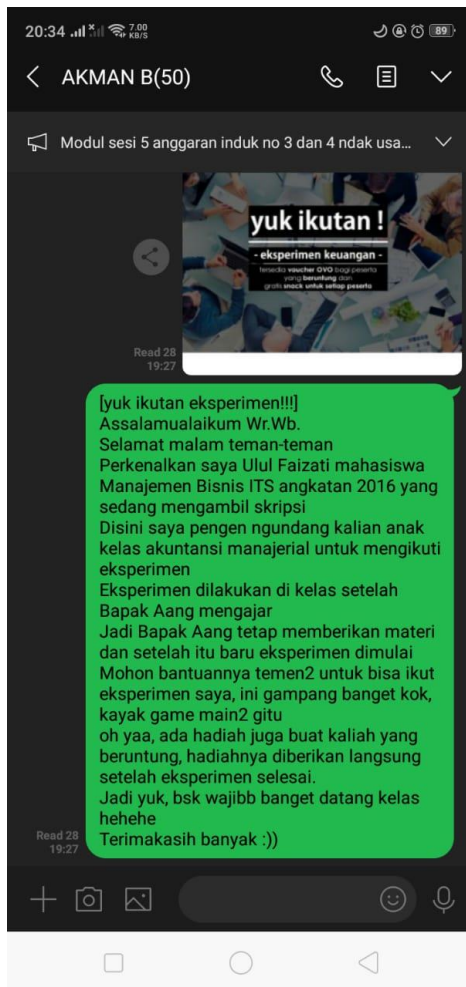 20:34 7.00 KB/S 89
AKMAN B(50)
Modul sesi 5 anggaran induk no 3 dan 4 ndak usa...
yuk ikutan !
- eksperimen keuangan -
tersedia voucher OVO bagi peserta
yang beruntung dan
gratis snack untuk setiap peserta
Read 28
19:27
[yuk ikutan eksperimen!!!]
Assalamualaikum Wr.Wb.
Selamat malam teman-teman
Perkenalkan saya Ulul Faizati mahasiswa
Manajemen Bisnis ITS angkatan 2016 yang
sedang mengambil skripsi
Disini saya pengen ngundang kalian anak
kelas akuntansi manajerial untuk mengikuti
eksperimen
Eksperimen dilakukan di kelas setelah
Bapak Aang mengajar
Jadi Bapak Aang tetap memberikan materi
dan setelah itu baru eksperimen dimulai
Mohon bantuannya temen2 untuk bisa ikut
eksperimen saya, ini gampang banget kok,
kayak game main2 gitu
oh yaa, ada hadiah juga buat kaliah yang
beruntung, hadiahnya diberikan langsung
setelah eksperimen selesai.
Jadi yuk, bsk wajibb banget datang kelas
hehehe
Terimakasih banyak :))
Read 28
19:27